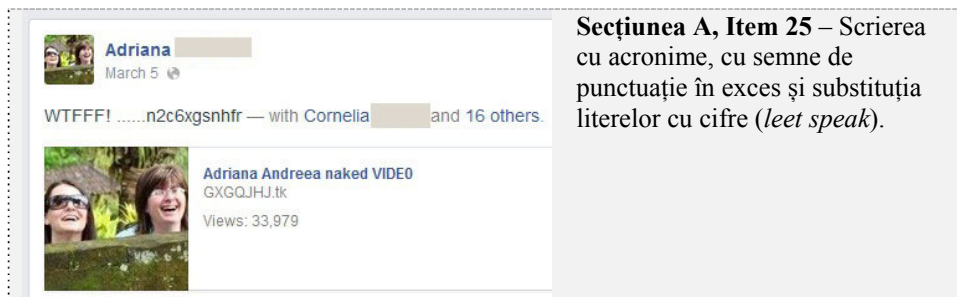 Adriana
March 5
WTFFF! ......n2c6xgsnhfr — with Cornelia and 16 others.
Adriana Andreea naked VIDE0
GXGQJHJ.tk
Views: 33,979
Secțiunea A, Item 25 – Scrierea
cu acronime, cu semne de
punctuație în exces și substituția
literelor cu cifre (leet speak).